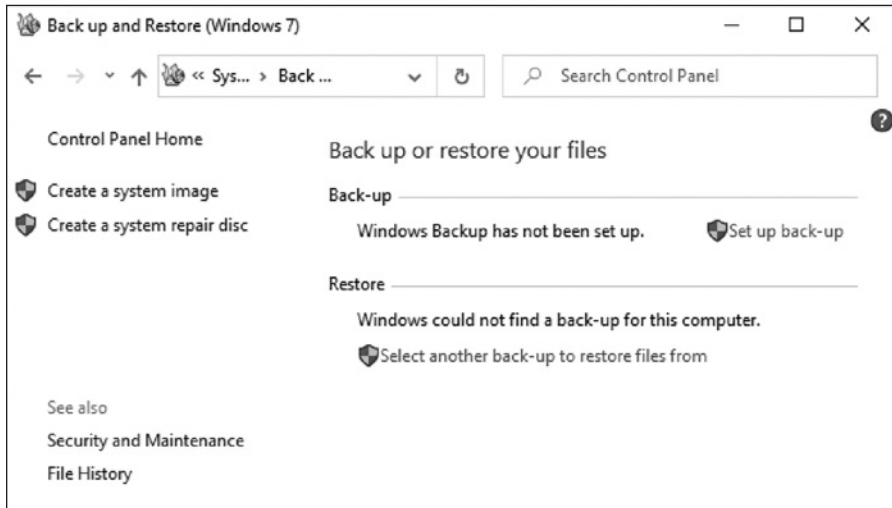 Back up and Restore (Windows 7)
« Sys... › Back ...
Search Control Panel
Control Panel Home
Create a system image
Create a system repair disc
Back up or restore your files
Back-up
Windows Backup has not been set up.
Set up back-up
Restore
Windows could not find a back-up for this computer.
Select another back-up to restore files from
See also
Security and Maintenance
File History